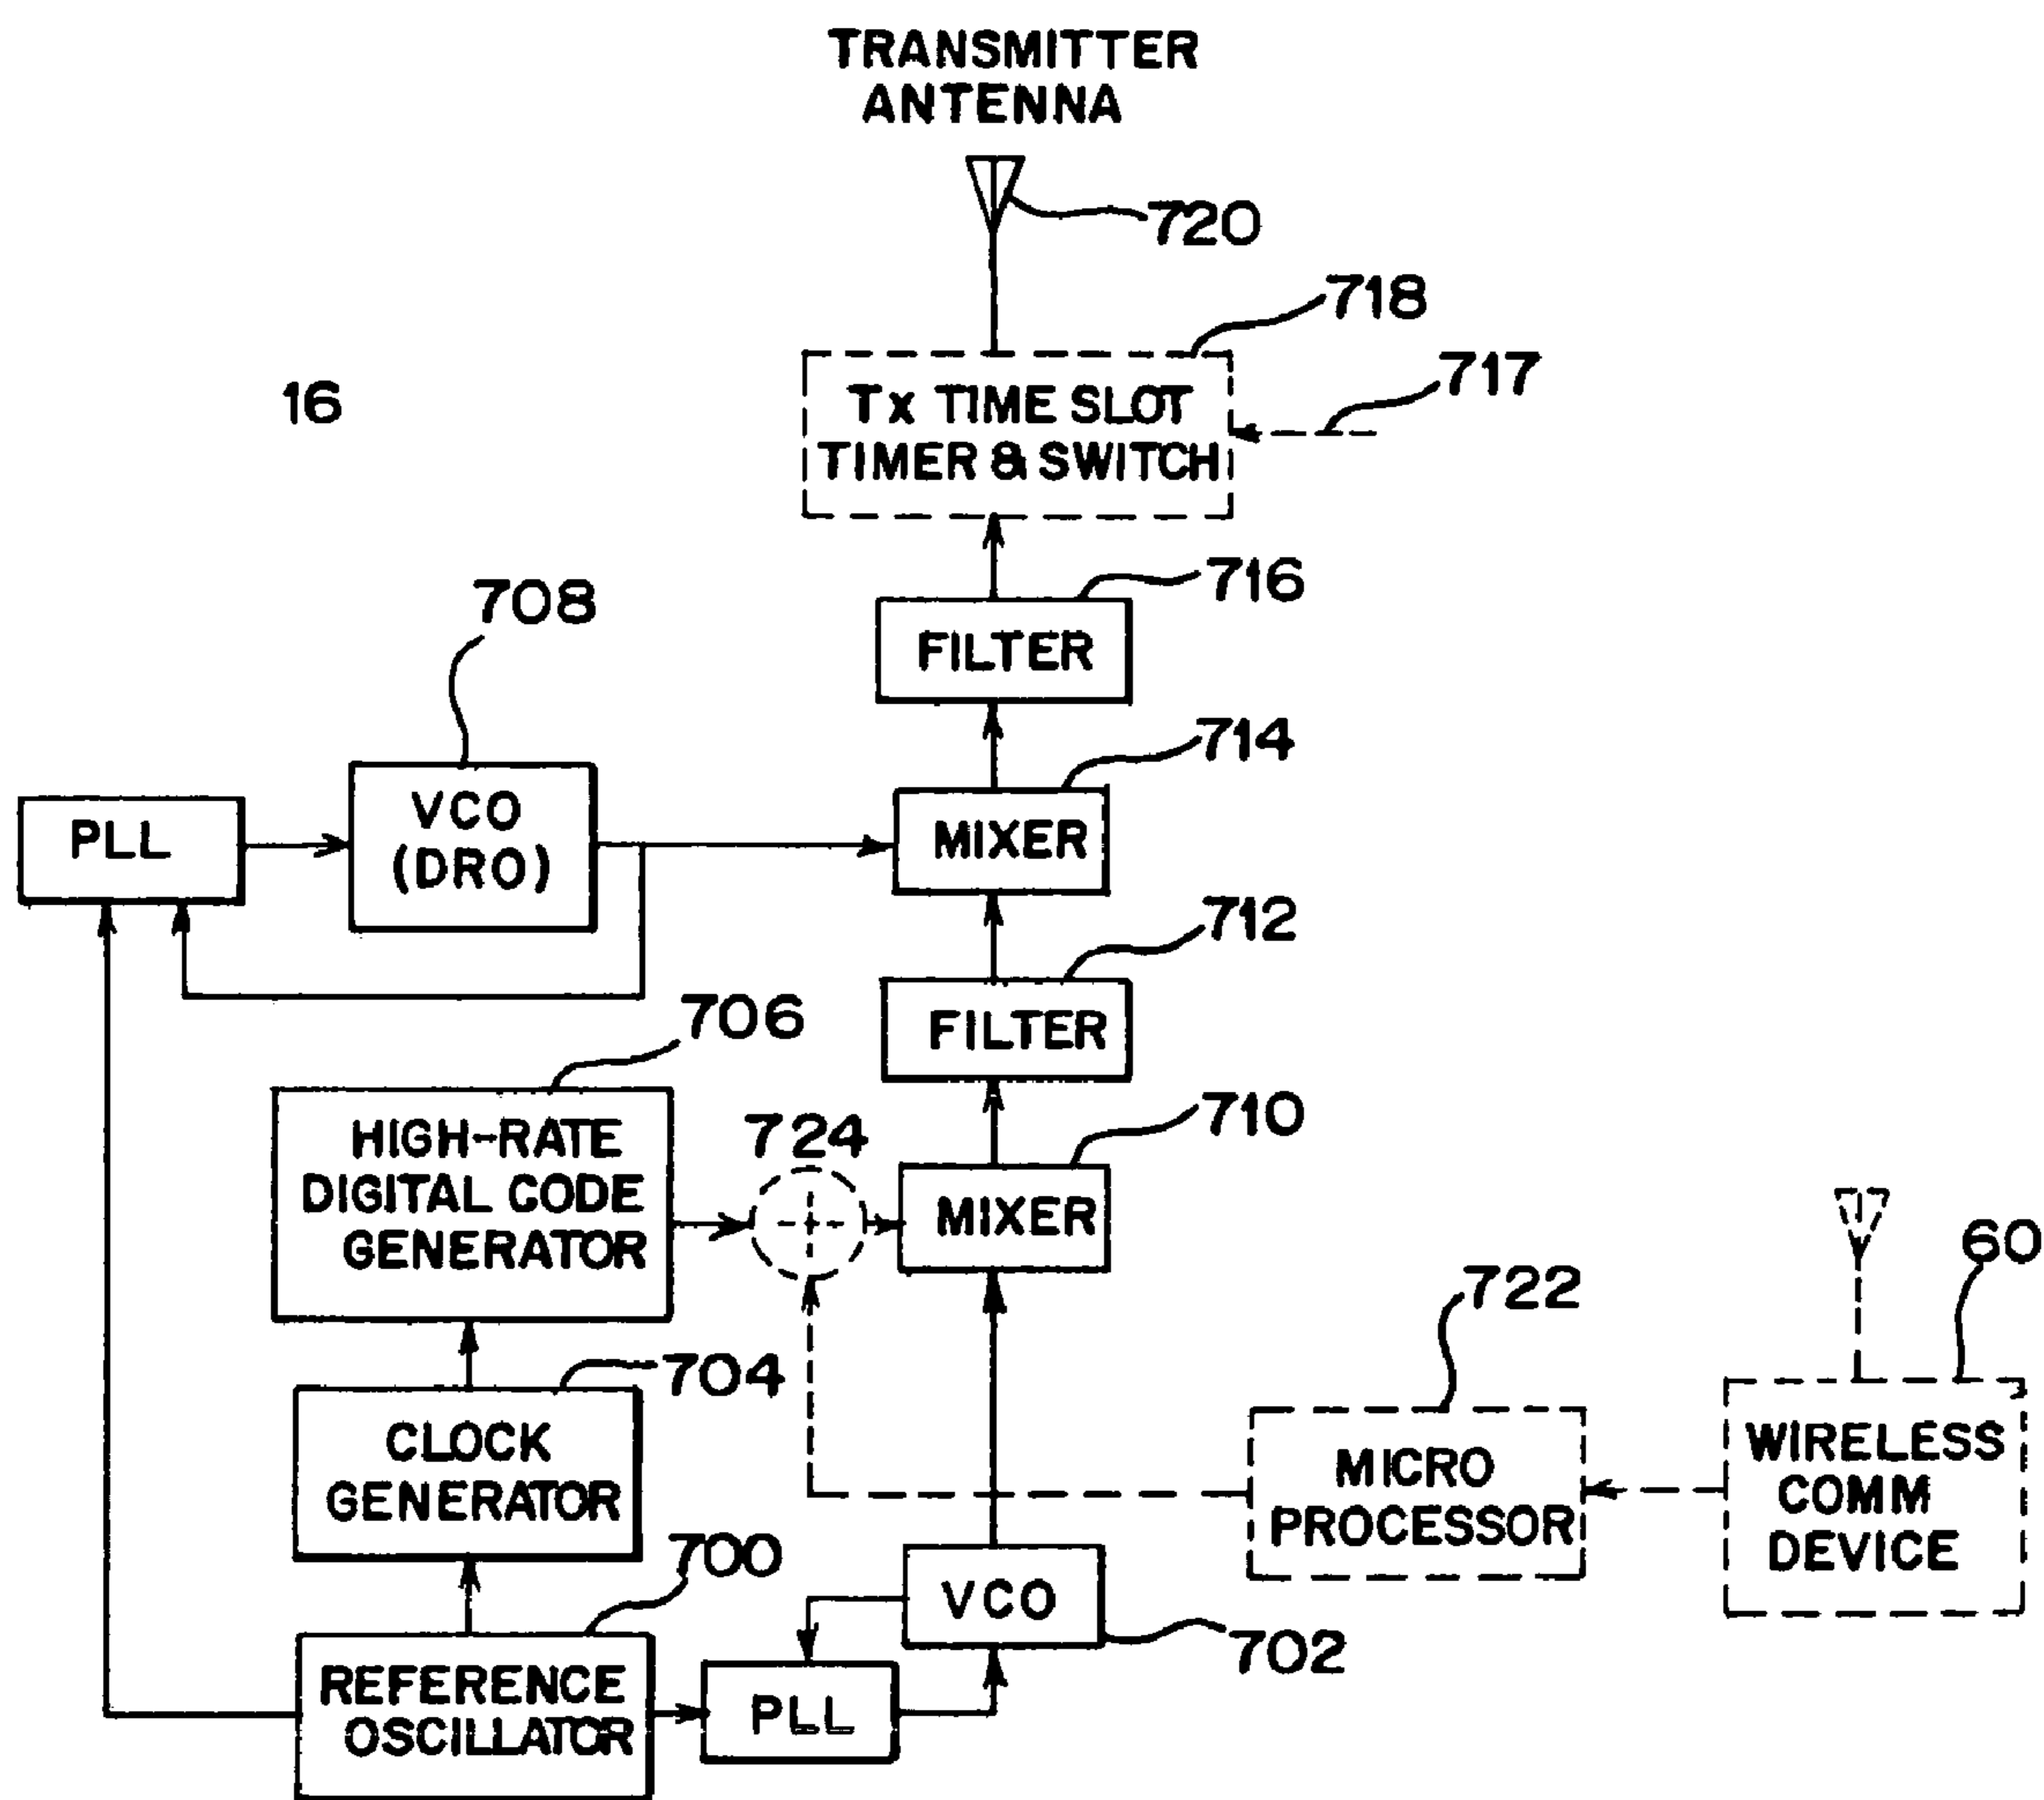 TRANSMITTER
ANTENNA
720
718
717
16
Tx TIME SLOT
TIMER & SWITCH
716
708
FILTER
714
VCO
(DRO)
PLL
MIXER
712
706
FILTER
710
724
HIGH-RATE
DIGITAL CODE
GENERATOR
MIXER
60
722
704
CLOCK
GENERATOR
MICRO
PROCESSOR
WIRELESS
COMM
DEVICE
700
VCO
702
REFERENCE
OSCILLATOR
PLL